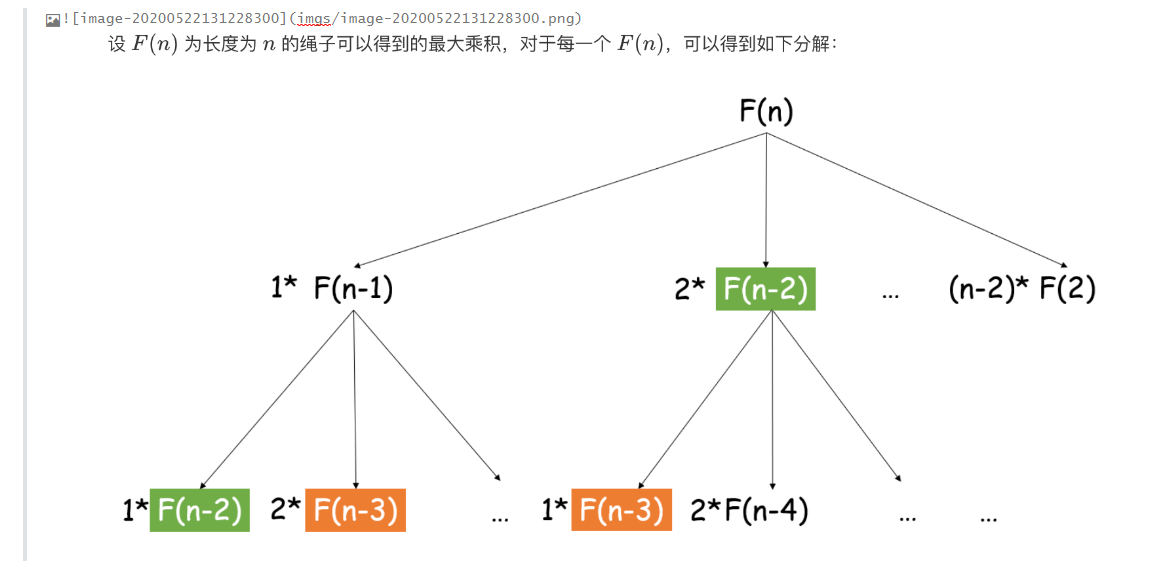 ![image-20200522131228300](imgs/image-20200522131228300.png)
设 F(n) 为长度为 n 的绳子可以得到的最大乘积，对于每一个 F(n)，可以得到如下分解：
F(n)
1* F(n-1) 2* F(n-2) ... (n-2)* F(2)
1* F(n-2) 2* F(n-3) ... 1* F(n-3) 2*F(n-4) ... ...